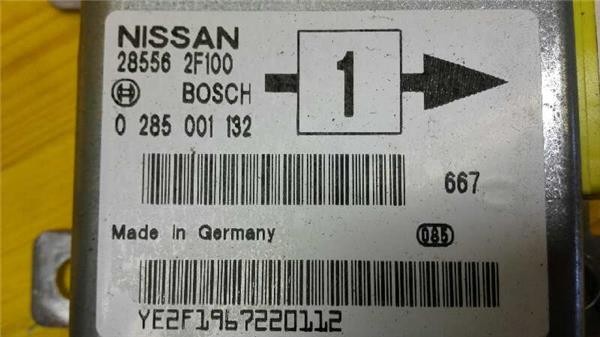 NISSAN
28556 2F100
BOSCH
1
0 285 001 132
667
Made in Germany
085
YE2F1967220112